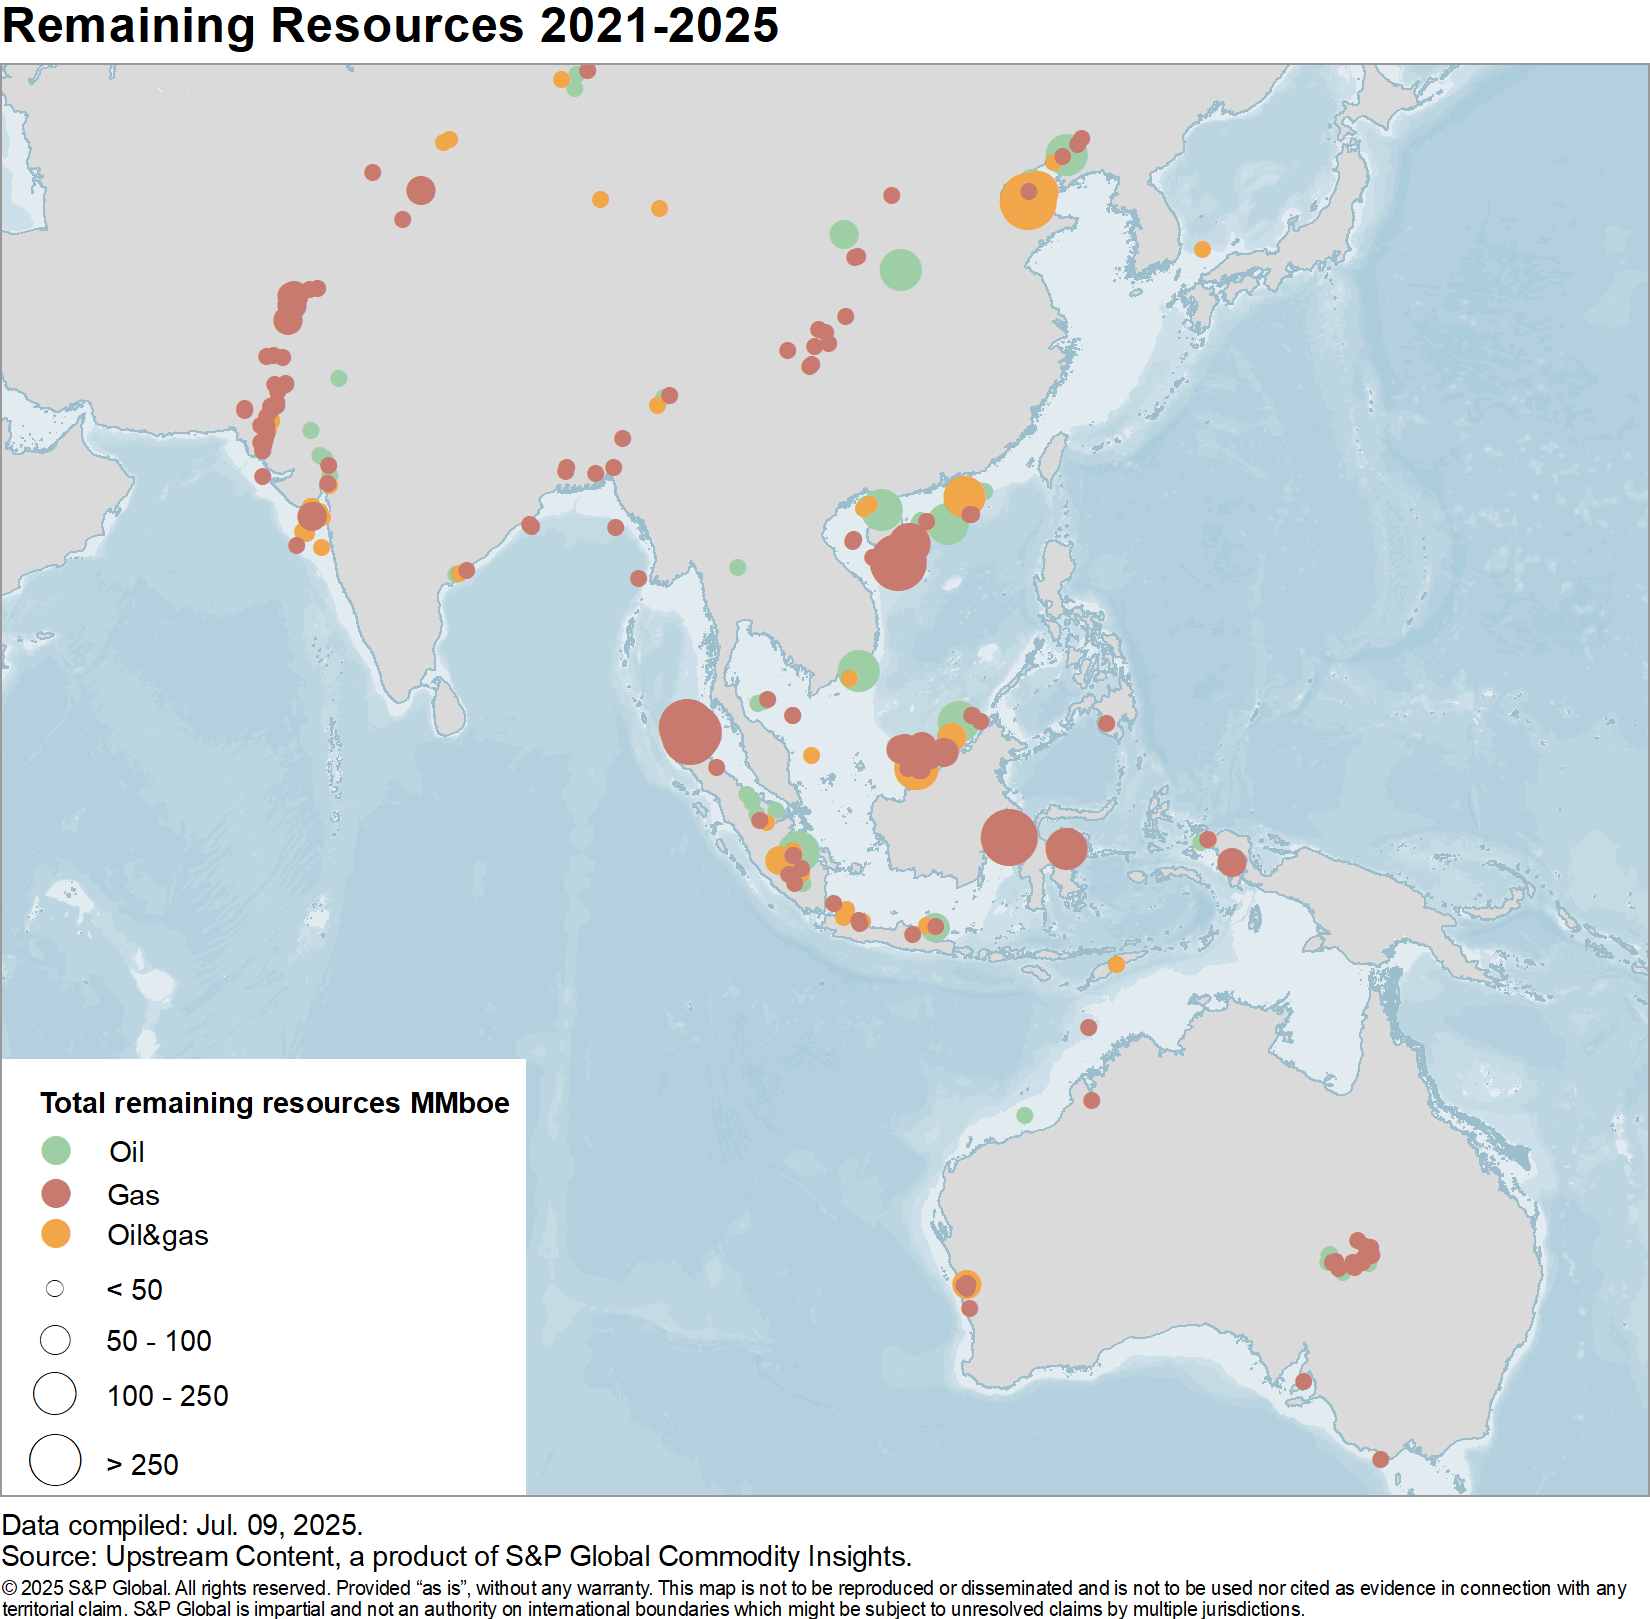 Remaining Resources 2021-2025
Total remaining resources MMboe
Oil
Gas
Oil&gas
< 50
50 - 100
100 - 250
> 250
Data compiled: Jul. 09, 2025.
Source: Upstream Content, a product of S&P Global Commodity Insights.
© 2025 S&P Global. All rights reserved. Provided “as is”, without any warranty. This map is not to be reproduced or disseminated and is not to be used nor cited as evidence in connection with any
territorial claim. S&P Global is impartial and not an authority on international boundaries which might be subject to unresolved claims by multiple jurisdictions.